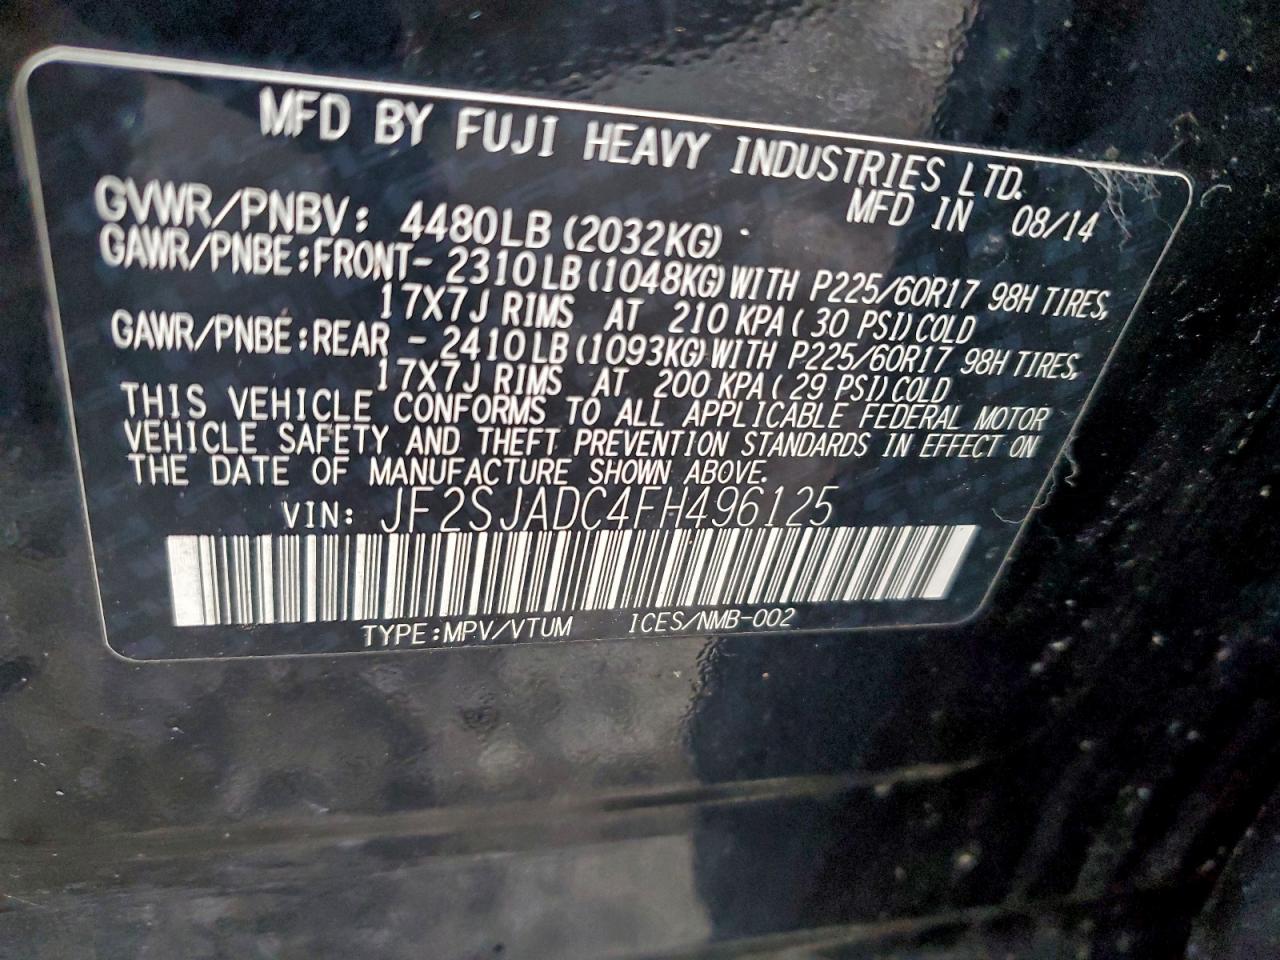 MFD BY FUJI HEAVY INDUSTRIES LTD.
MFD IN 08/14
GVWR/PNBV: 4480LB (2032KG)
GAWR/PNBE:FRONT- 2310LB (1048KG) WITH P225/60R17 98H TIRES,
17X7J RIMS AT 210 KPA ( 30 PSI) COLD
GAWR/PNBE:REAR - 2410LB (1093KG) WITH P225/60R17 98H TIRES,
17X7J RIMS AT 200 KPA ( 29 PSI) COLD
THIS VEHICLE CONFORMS TO ALL APPLICABLE FEDERAL MOTOR
VEHICLE SAFETY AND THEFT PREVENTION STANDARDS IN EFFECT ON
THE DATE OF MANUFACTURE SHOWN ABOVE.
VIN: JF2SJADC4FH496125
TYPE:MPV/VTUM ICES/NMB-002